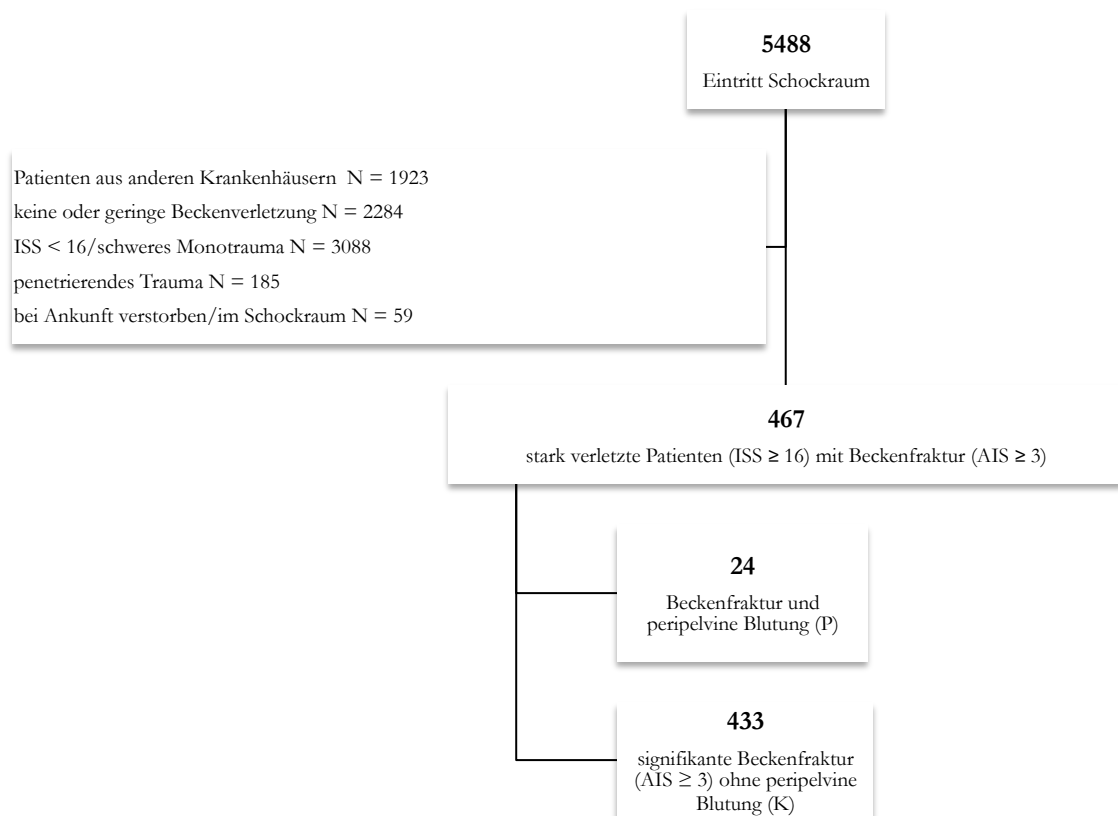 5488
Eintritt Schockraum
Patienten aus anderen Krankenhäusern N = 1923
keine oder geringe Beckenverletzung N = 2284
ISS < 16/schweres Monotrauma N = 3088
penetrierendes Trauma N = 185
bei Ankunft verstorben/im Schockraum N = 59
467
stark verletzte Patienten (ISS ≥ 16) mit Beckenfraktur (AIS ≥ 3)
24
Beckenfraktur und
peripelvine Blutung (P)
433
signifikante Beckenfraktur
(AIS ≥ 3) ohne peripelvine
Blutung (K)